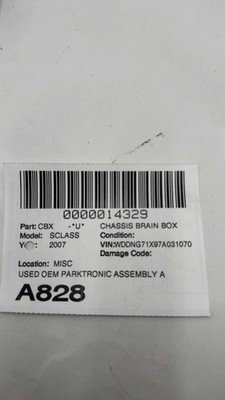 0000014329
Part: CBX -*U* CHASSIS BRAIN BOX
Model: SCLASS Condition:
2007 VIN:WDDNG71X97A031070
Damage Code:
Location: MISC
USED OEM PARKTRONIC ASSEMBLY A
A828